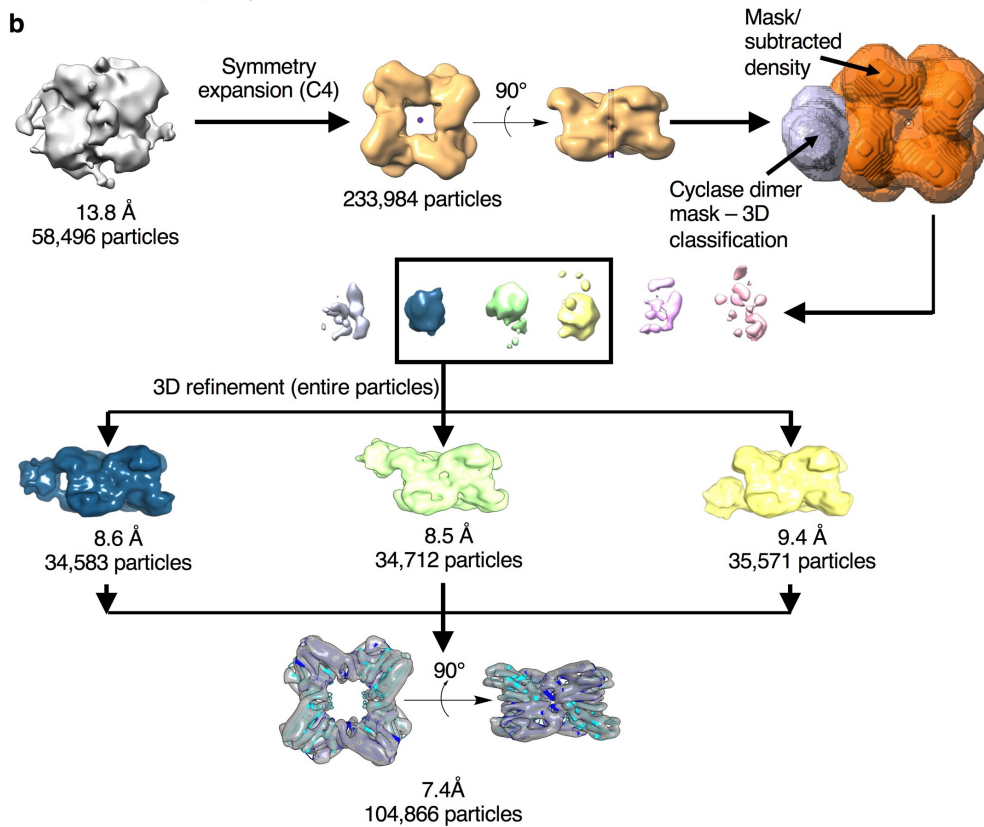 b
Symmetry
expansion (C4)
90°
Mask/
subtracted
density
13.8 Å
58,496 particles
233,984 particles
Cyclase dimer
mask – 3D
classification
3D refinement (entire particles)
8.6 Å
34,583 particles
8.5 Å
34,712 particles
9.4 Å
35,571 particles
90°
7.4Å
104,866 particles